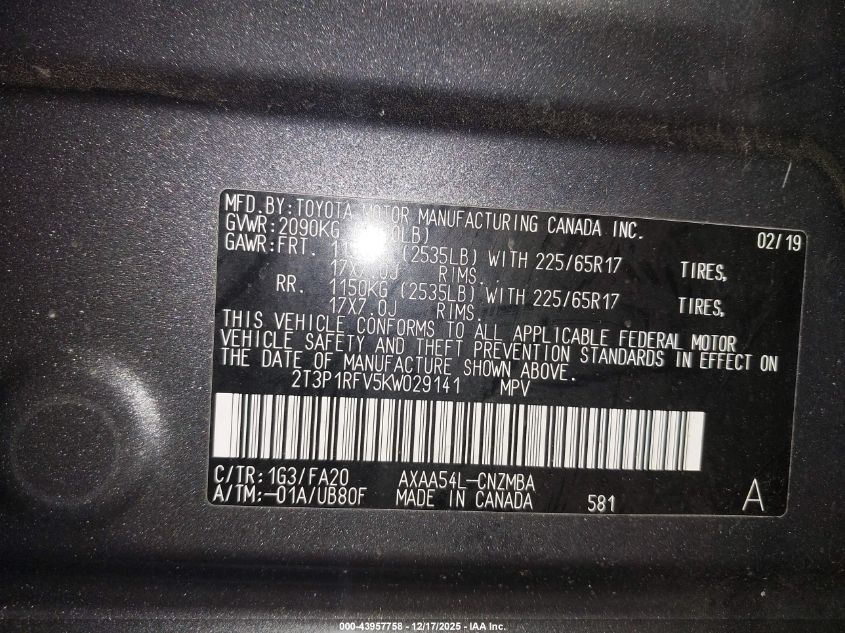 MFD. BY: TOYOTA MOTOR MANUFACTURING CANADA INC.
02/19
GVWR: 2090KG 0LB)
GAWR: FRT. (2535LB) WITH 225/65R17 TIRES,
17X7.0J RIMS,
RR. 1150KG (2535LB) WITH 225/65R17 TIRES,
17X7.0J RIMS.
THIS VEHICLE CONFORMS TO ALL APPLICABLE FEDERAL MOTOR
VEHICLE SAFETY AND THEFT PREVENTION STANDARDS IN EFFECT ON
THE DATE OF MANUFACTURE SHOWN ABOVE.
2T3P1RFV5KW029141 MPV
C/TR: 1G3/FA20 AXAA54L-CNZMBA
A/TM:-01A/UB80F MADE IN CANADA 581 A
000-43957758 - 12/17/2025 - IAA Inc.